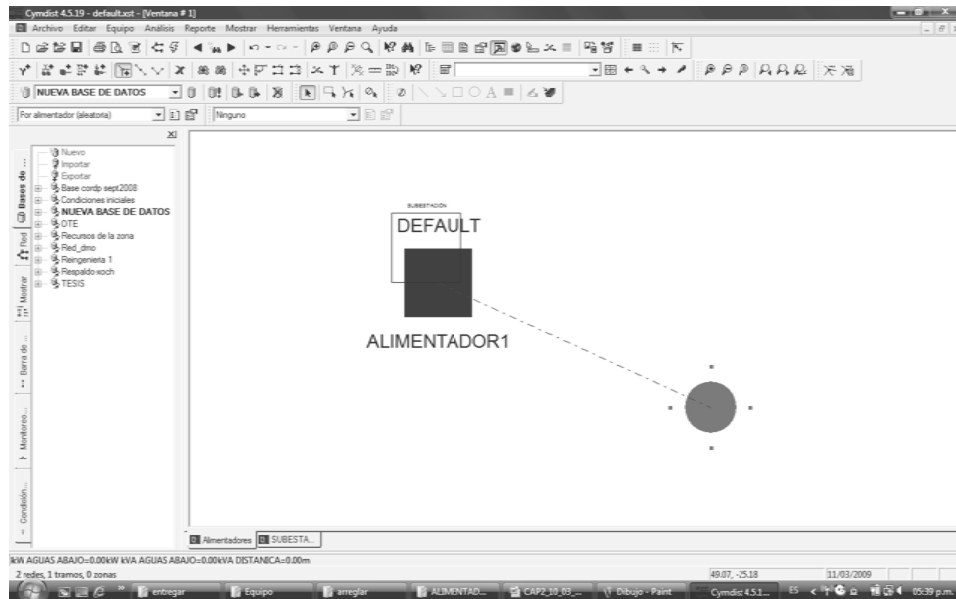 Cymdist 4.5.19 - default.xst - [Ventana # 1]
Archivo Editar Equipo Análisis Reporte Mostrar Herramientas Ventana Ayuda
NUEVA BASE DE DATOS
For alimentador (aleatoria) Ninguno
Nuevo
Importar
Exportar
Base cordp sept2008
Condiciones iniciales
NUEVA BASE DE DATOS
OTE
Recursos de la zona
Red_dmo
Reingenieria 1
Respaldo xoch
TESIS
Bases de ...
Red
Mostrar
Barra de ...
Monitoreo...
Condición...
SUBESTACIÓN
DEFAULT
ALIMENTADOR1
Alimentadores SUBESTA...
kW AGUAS ABAJO=0.00kW kVA AGUAS ABAJO=0.00kVA DISTANICA=0.00m
2 redes, 1 tramos, 0 zonas 49.07, -25.18 11/03/2009
entregar Equipo arreglar ALIMENTAD... CAP2_10_03_... Dibujo - Paint Cymdist 4.5.1... ES 05:39 p.m.